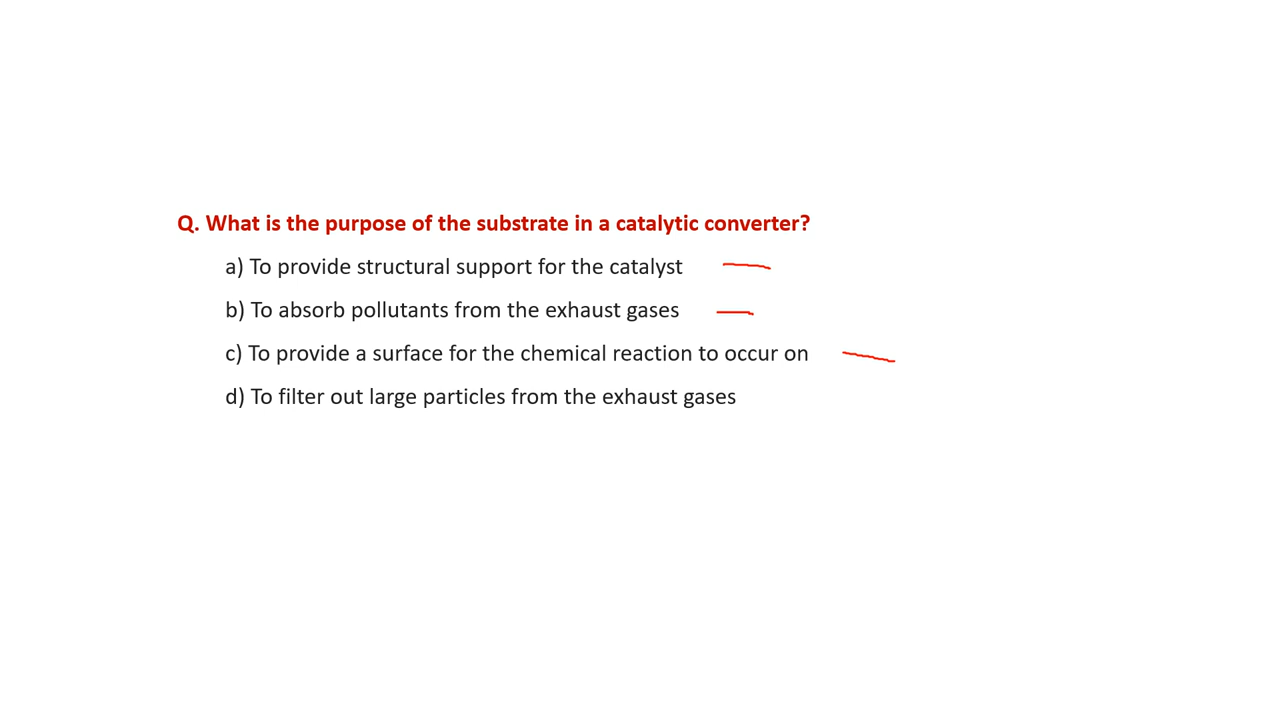 Q. What is the purpose of the substrate in a catalytic converter?
a) To provide structural support for the catalyst
b) To absorb pollutants from the exhaust gases
c) To provide a surface for the chemical reaction to occur on
d) To filter out large particles from the exhaust gases